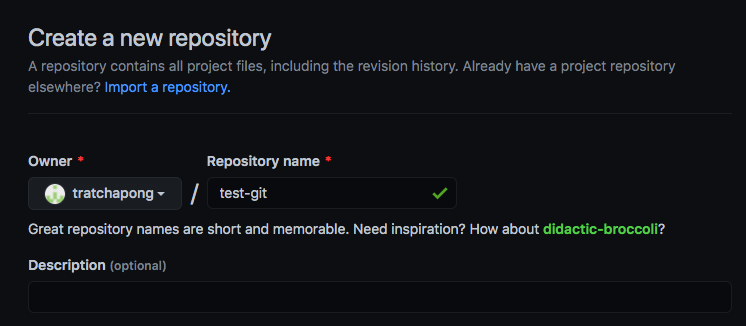 Create a new repository
A repository contains all project files, including the revision history. Already have a project repository
elsewhere? Import a repository.
Owner * Repository name *
tratchapong / test-git
Great repository names are short and memorable. Need inspiration? How about didactic-broccoli?
Description (optional)